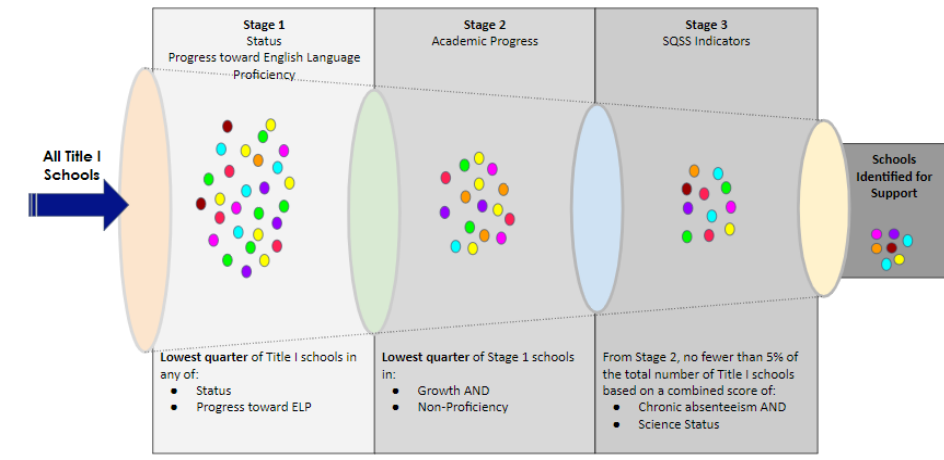 Stage 1
Status
Progress toward English Language
Proficiency
Stage 2
Academic Progress
Stage 3
SQSS Indicators
All Title I
Schools
Schools
Identified for
Support
Lowest quarter of Title I schools in
any of:
● Status
● Progress toward ELP
Lowest quarter of Stage 1 schools
in:
● Growth AND
● Non-Proficiency
From Stage 2, no fewer than 5% of
the total number of Title I schools
based on a combined score of:
● Chronic absenteeism AND
● Science Status